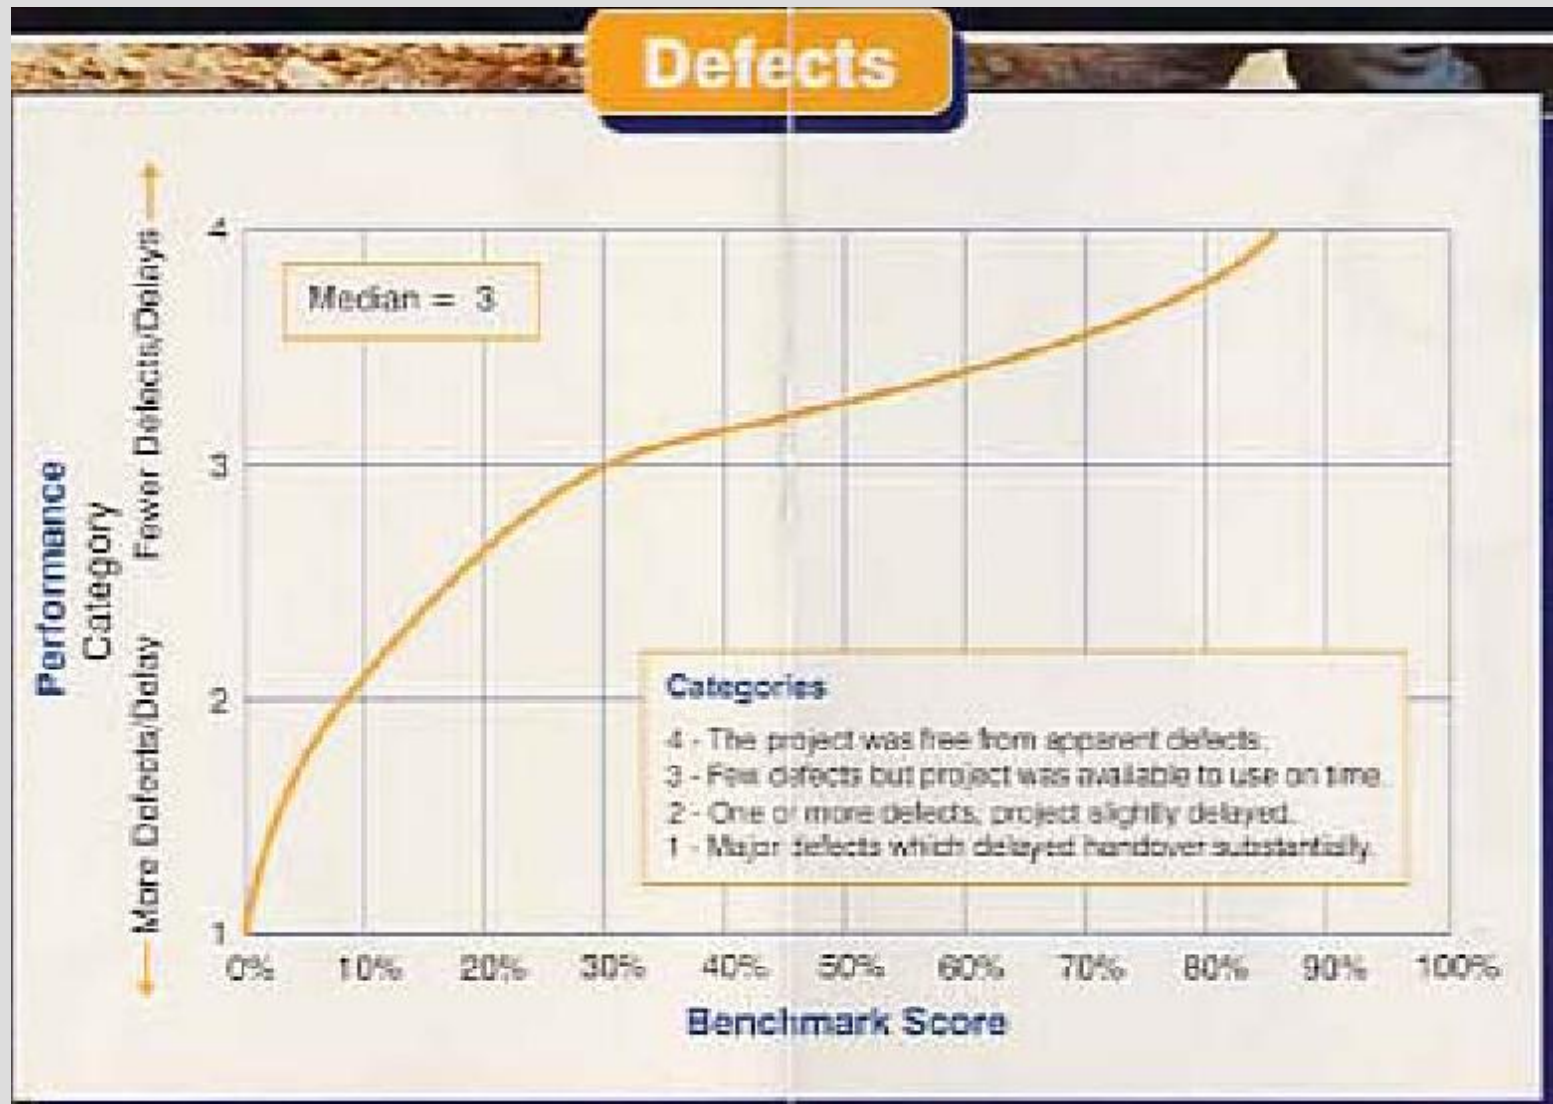 Defects
Performance
Category
More Defects/Delay
Fewer Defects/Delays
4
3
2
1
Median = 3
Categories
4 - The project was free from apparent defects.
3 - Few defects but project was available to use on time.
2 - One or more defects, project slightly delayed.
1 - Major defects which delayed handover substantially.
0% 10% 20% 30% 40% 50% 60% 70% 80% 90% 100%
Benchmark Score